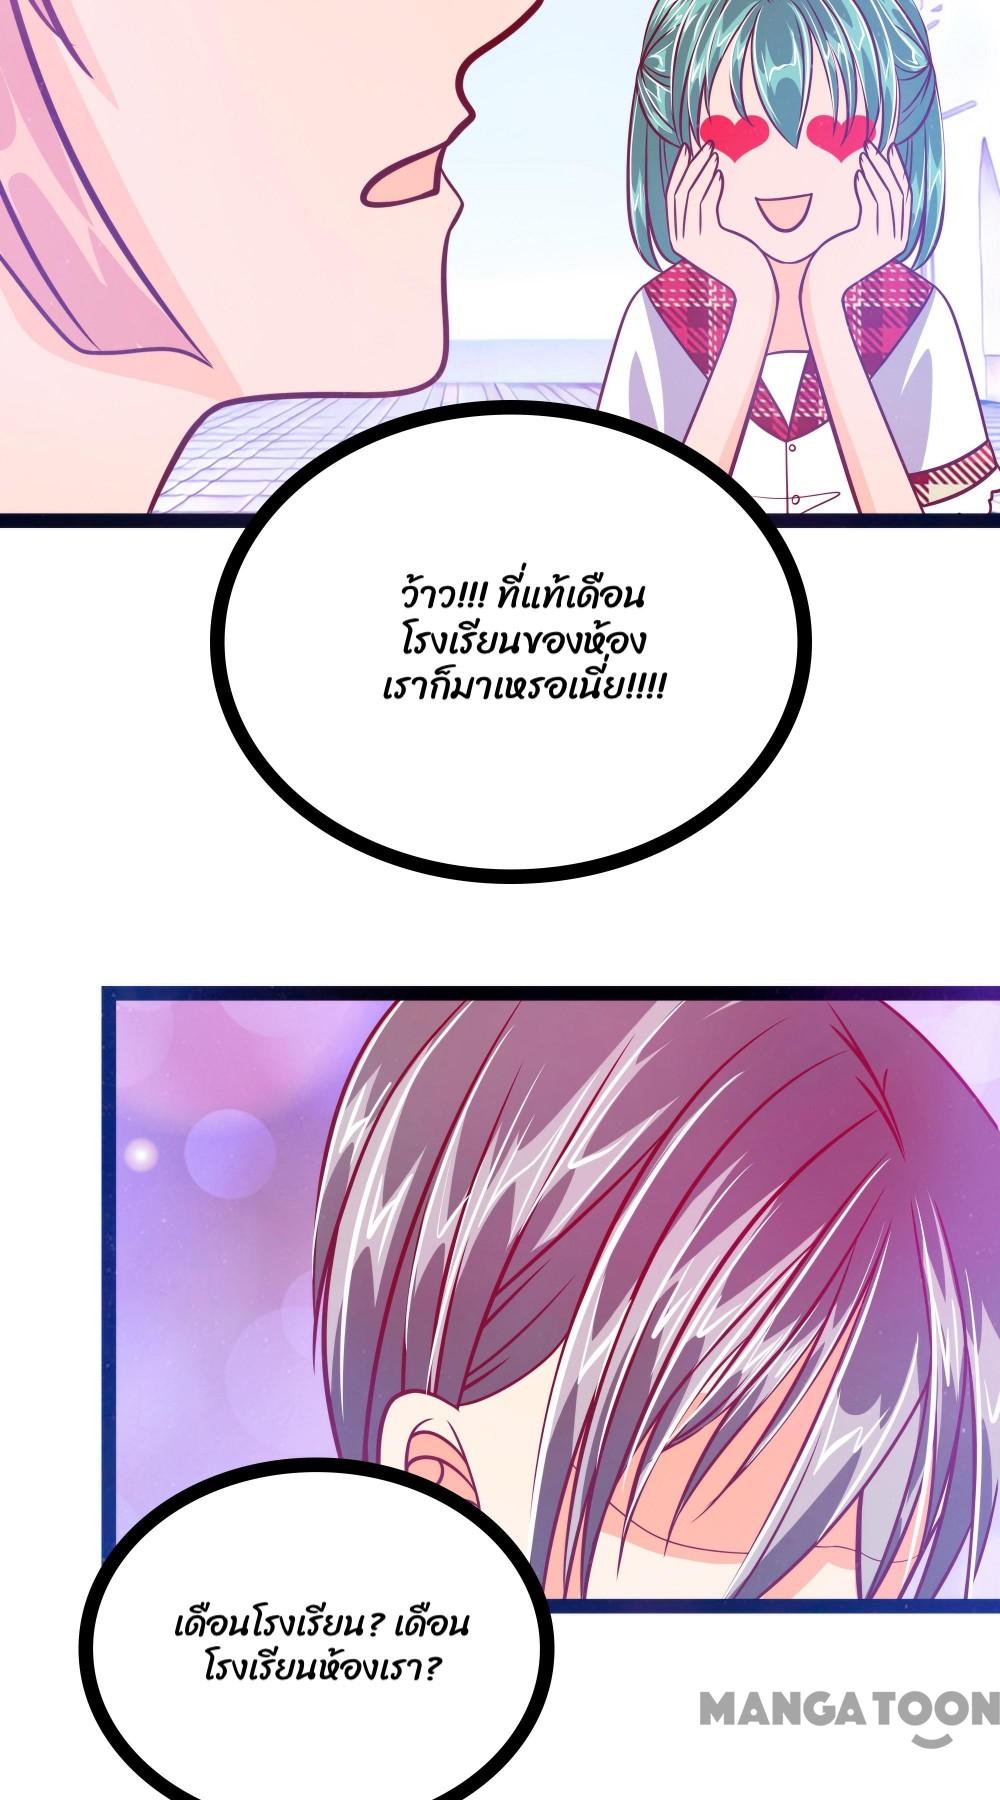 ว้าว!!! ที่แท้เดือน
โรงเรียนของห้อง
เราก็มาเหรอเนี่ย!!!!
เดือนโรงเรียน? เดือน
โรงเรียนห้องเรา?
MANGATOON